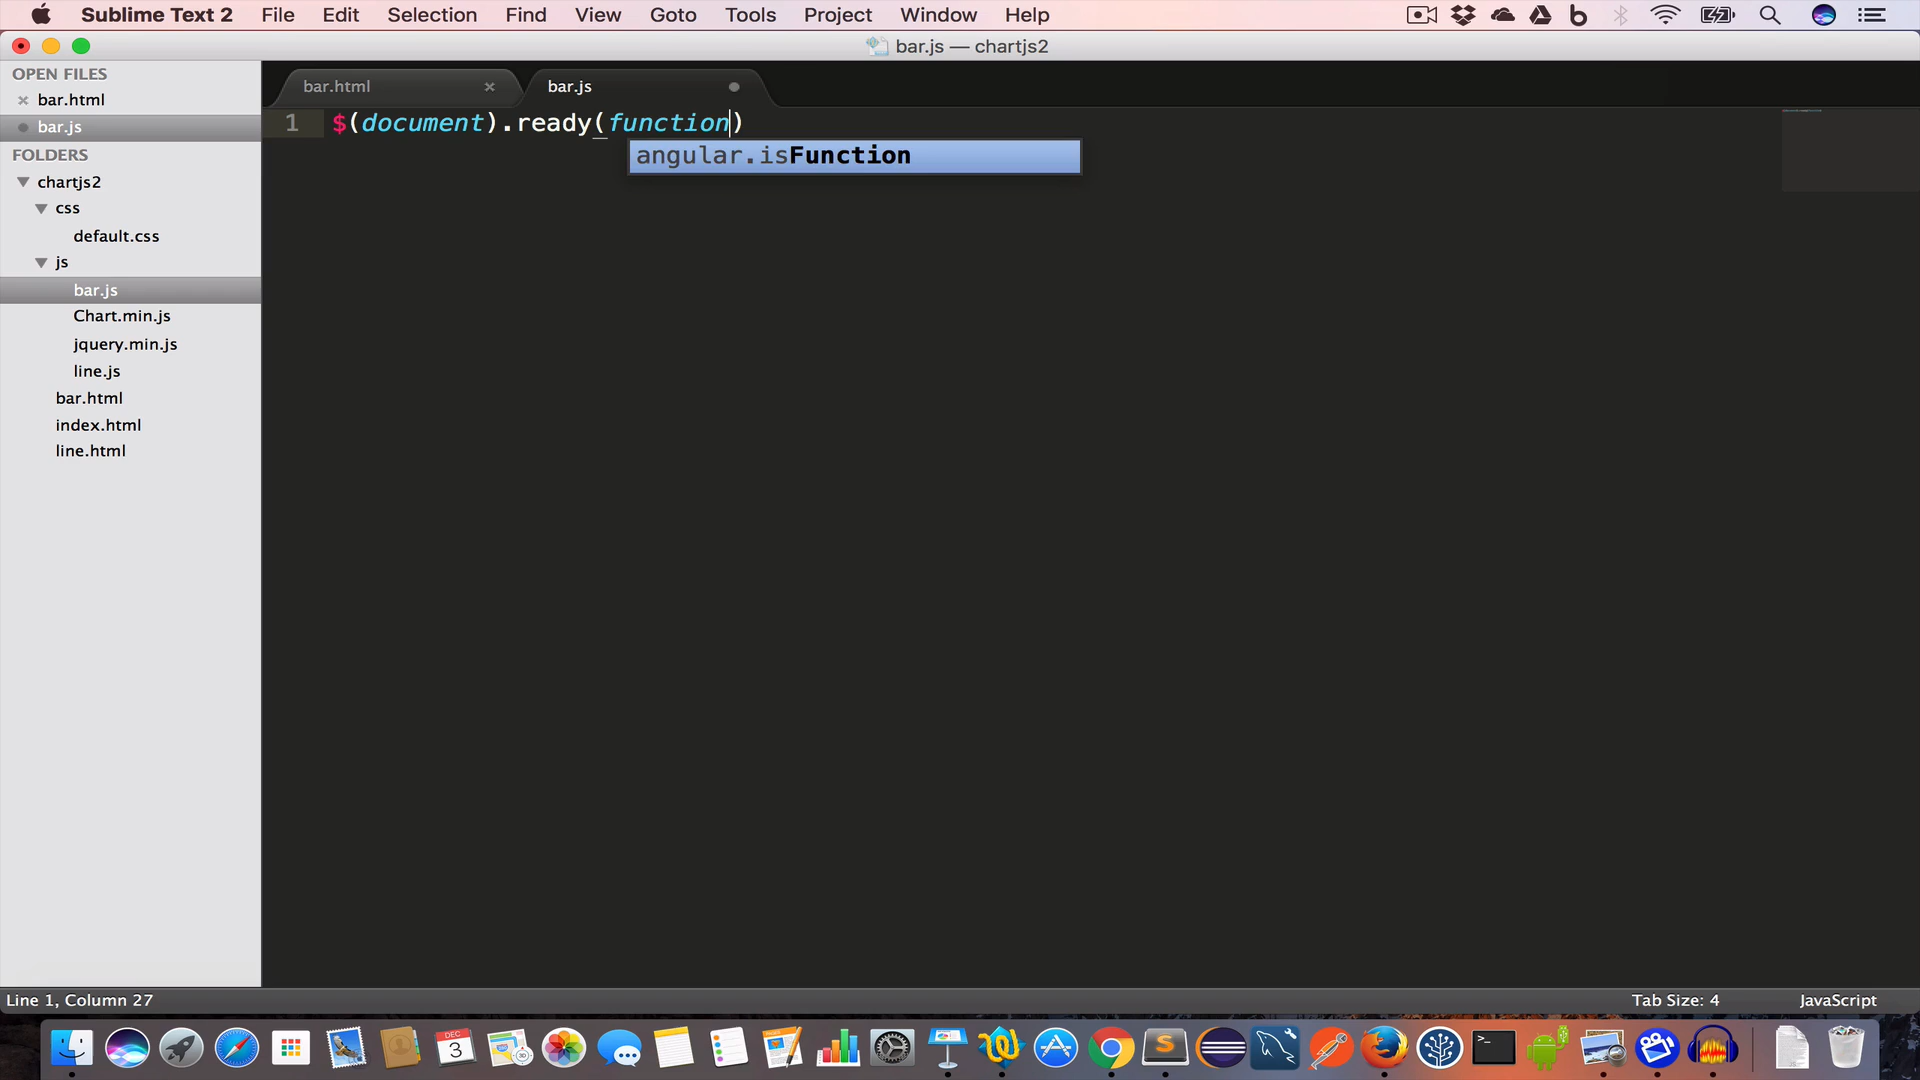 Sublime Text 2 File Edit Selection Find View Goto Tools Project Window Help
bar.js — chartjs2
OPEN FILES
bar.html
bar.js
FOLDERS
chartjs2
css
default.css
js
bar.js
Chart.min.js
jquery.min.js
line.js
bar.html
index.html
line.html
bar.html bar.js
1 $(document).ready(function)
angular.isFunction
Line 1, Column 27 Tab Size: 4 JavaScript
DEC
3